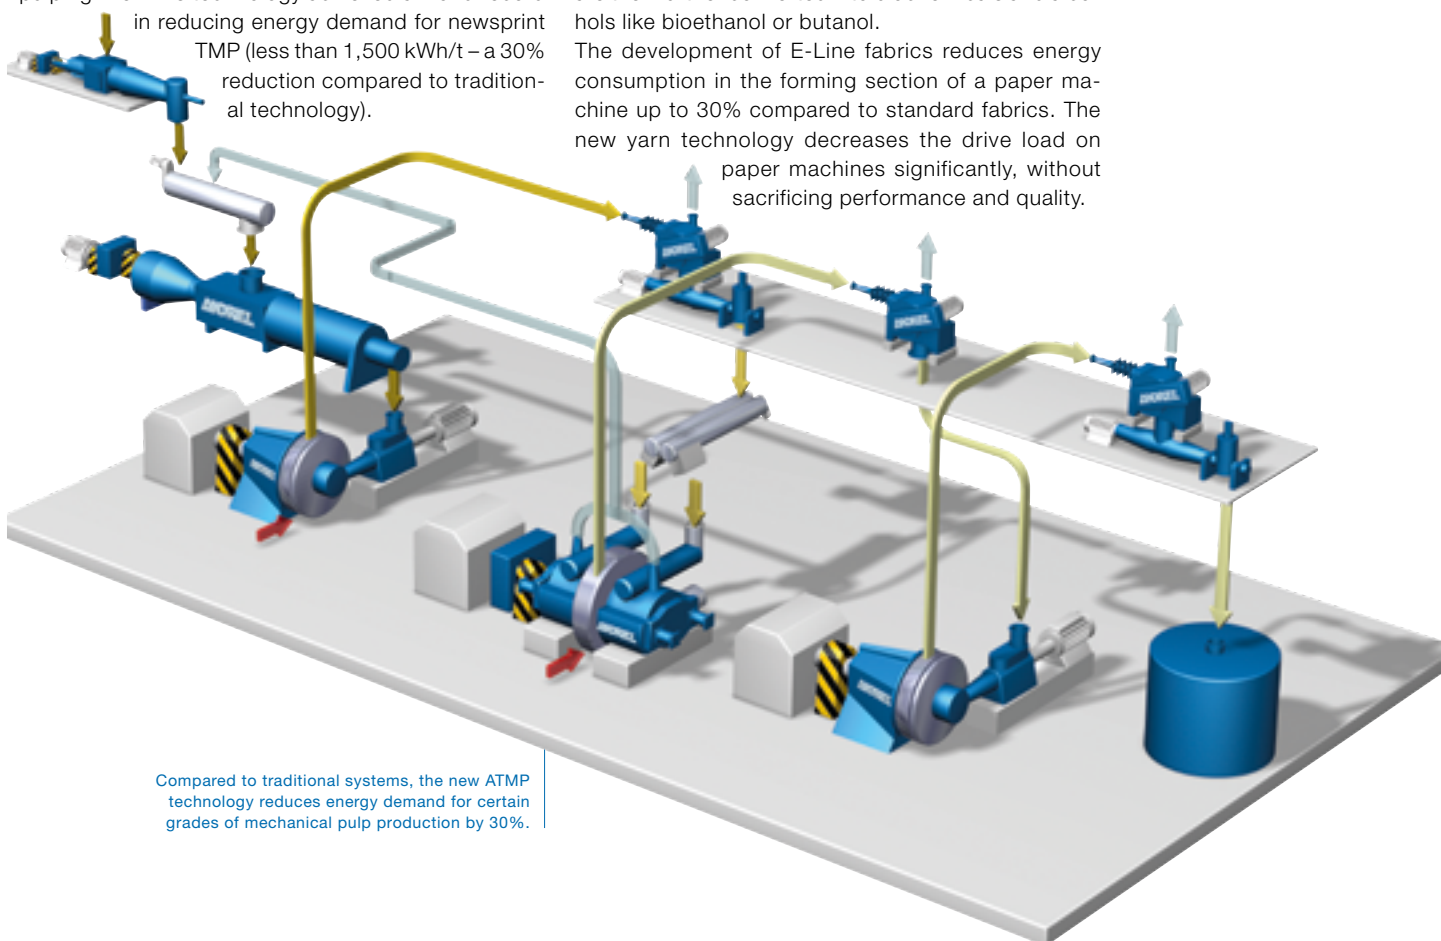 in reducing energy demand for newsprint
TMP (less than 1,500 kWh/t – a 30%
reduction compared to tradition-
al technology).
hols like bioethanol or butanol.
The development of E-Line fabrics reduces energy
consumption in the forming section of a paper ma-
chine up to 30% compared to standard fabrics. The
new yarn technology decreases the drive load on
paper machines significantly, without
sacrificing performance and quality.
Compared to traditional systems, the new ATMP
technology reduces energy demand for certain
grades of mechanical pulp production by 30%.